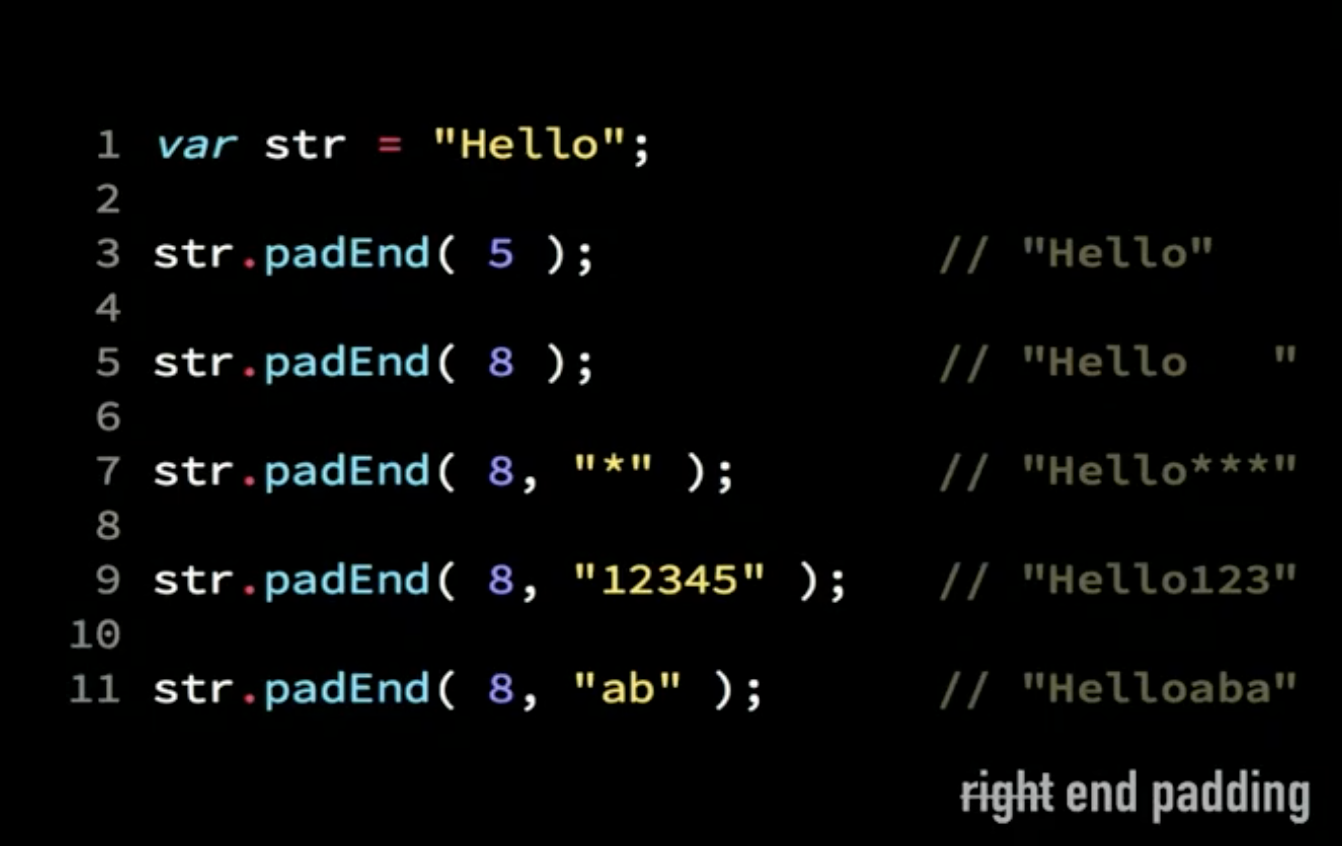 1 var str = "Hello";
2
3 str.padEnd( 5 ); // "Hello"
4
5 str.padEnd( 8 ); // "Hello   "
6
7 str.padEnd( 8, "*" ); // "Hello***"
8
9 str.padEnd( 8, "12345" ); // "Hello123"
10
11 str.padEnd( 8, "ab" ); // "Helloaba"
right end padding